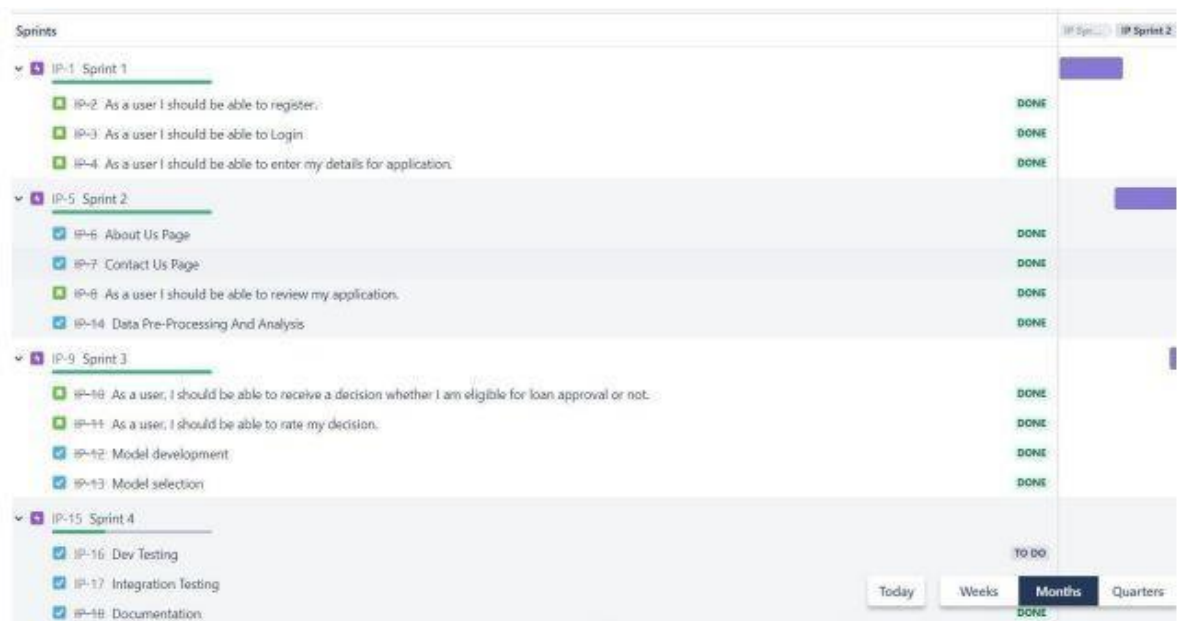 Sprints IP Spr... IP Sprint 2
IP-1 Sprint 1
IP-2 As a user I should be able to register. DONE
IP-3 As a user I should be able to Login DONE
IP-4 As a user I should be able to enter my details for application. DONE
IP-5 Sprint 2
IP-6 About Us Page DONE
IP-7 Contact Us Page DONE
IP-8 As a user I should be able to review my application. DONE
IP-14 Data Pre-Processing And Analysis DONE
IP-9 Sprint 3
IP-10 As a user, I should be able to receive a decision whether I am eligible for loan approval or not. DONE
IP-11 As a user, I should be able to rate my decision. DONE
IP-12 Model development DONE
IP-13 Model selection DONE
IP-15 Sprint 4
IP-16 Dev Testing TO DO
IP-17 Integration Testing
Today Weeks Months Quarters
IP-18 Documentation DONE